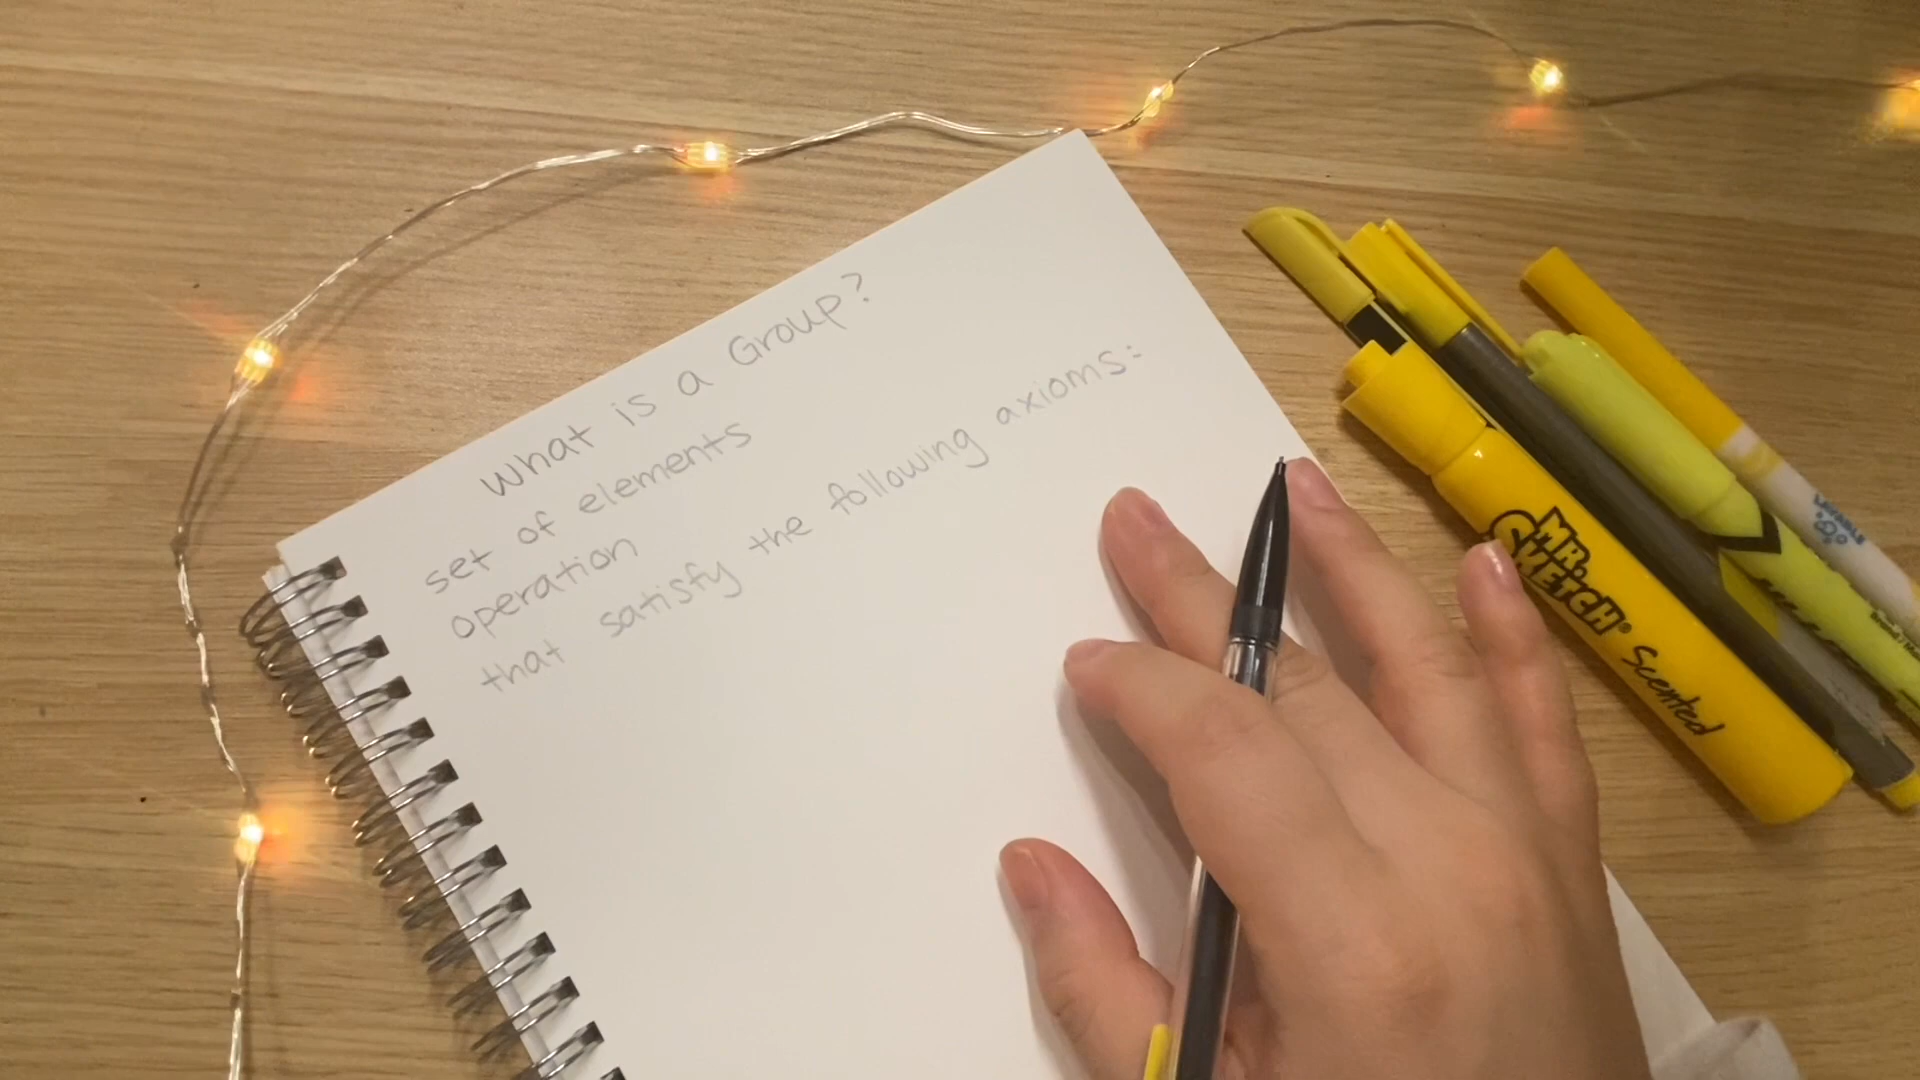 What is a Group?
set of elements
operation
that satisfy the following axioms:
MR.
SKETCH®
Scented